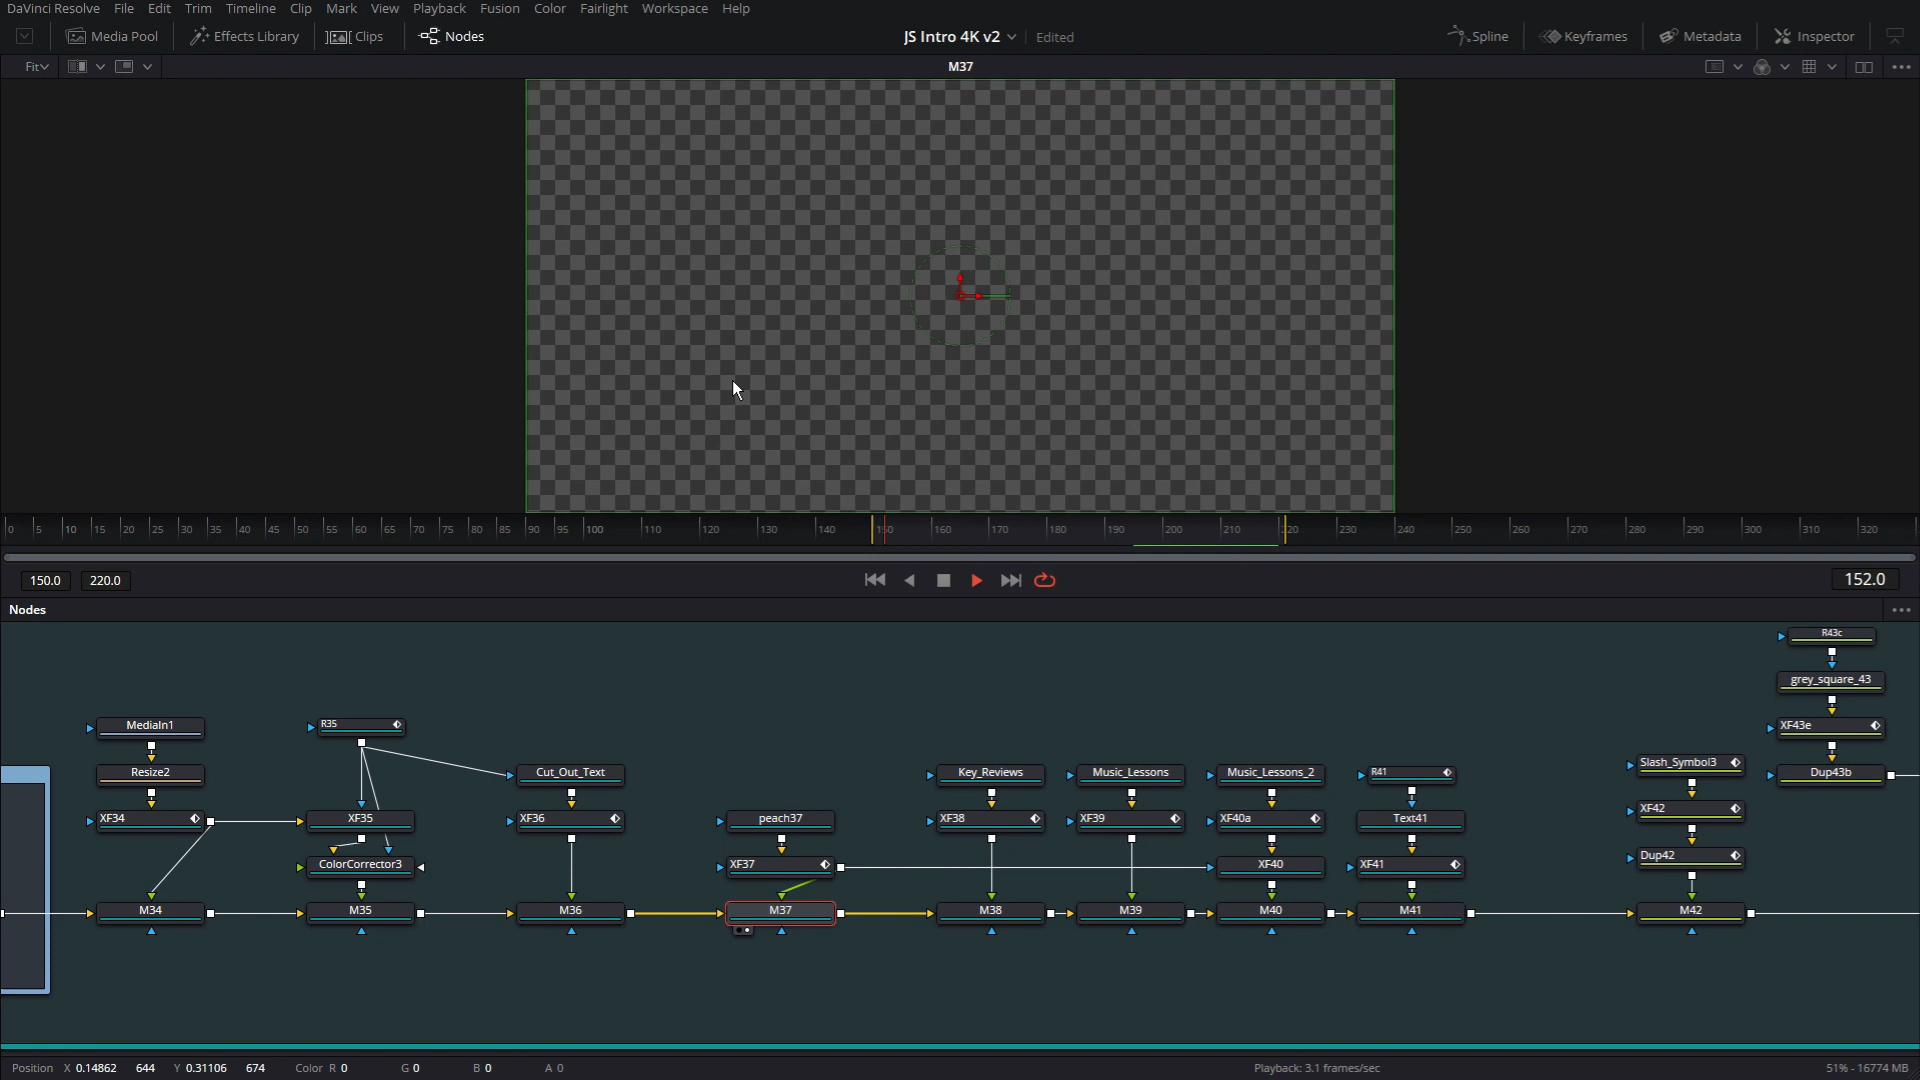 DaVinci Resolve File Edit Trim Timeline Clip Mark View Playback Fusion Color Fairlight Workspace Help
Media Pool Effects Library Clips Nodes JS Intro 4K v2 Edited Spline Keyframes Metadata Inspector
Fit M37
0 5 10 15 20 25 30 35 40 45 50 55 60 65 70 75 80 85 90 95 100 110 120 130 140 150 160 170 180 190 200 210 220 230 240 250 260 270 280 290 300 310 320
150.0 220.0 152.0
Nodes
R43c
grey_square_43
MediaIn1 R35 XF43e
Resize2 Cut_Out_Text Key_Reviews Music_Lessons Music_Lessons_2 R41 Slash_Symbol3 Dup43b
XF34 XF35 XF36 peach37 XF38 XF39 XF40a Text41 XF42
ColorCorrector3 XF37 XF40 XF41 Dup42
M34 M35 M36 M37 M38 M39 M40 M41 M42
Position X 0.14862 644 Y 0.31106 674 Color R 0 G 0 B 0 A 0 Playback: 3.1 frames/sec 51% - 16774 MB